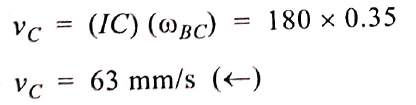 v_C = (IC) (ω_BC) = 180 × 0.35
v_C = 63 mm/s (←)